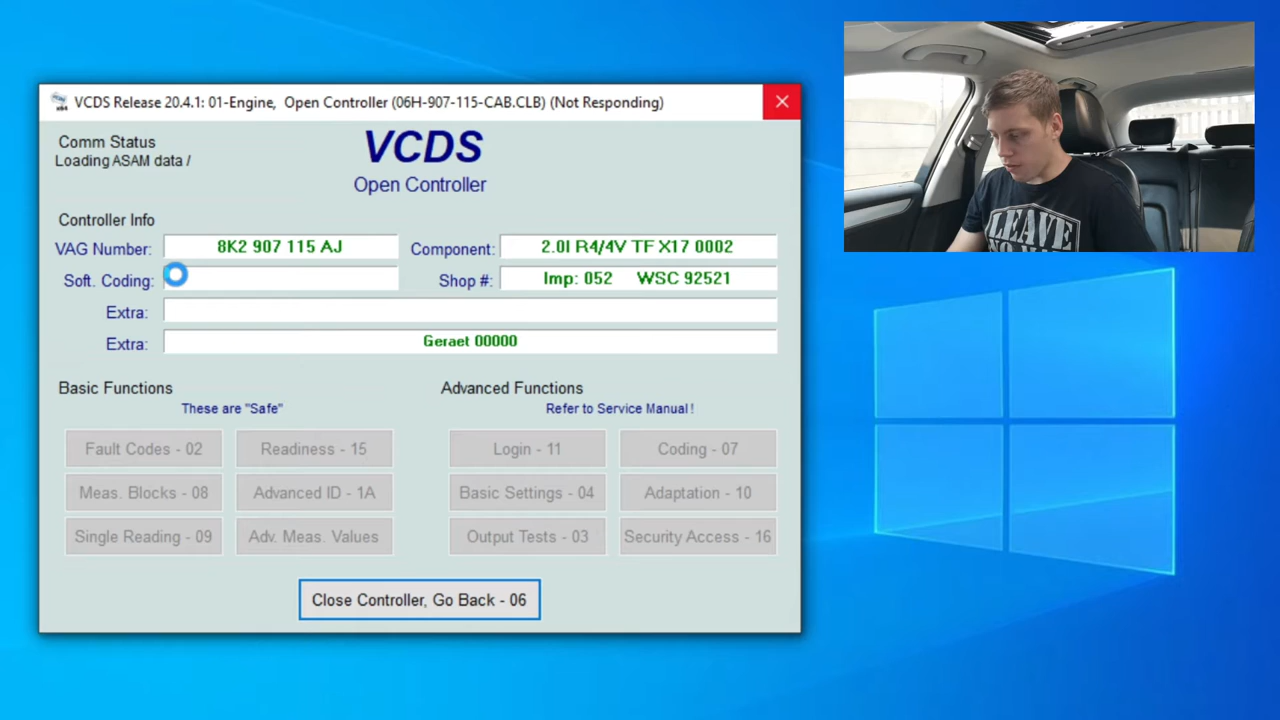 VCDS Release 20.4.1: 01-Engine, Open Controller (06H-907-115-CAB.CLB) (Not Responding)
Comm Status
Loading ASAM data /
VCDS
Open Controller
Controller Info
VAG Number: 8K2 907 115 AJ Component: 2.0l R4/4V TF X17 0002
Soft. Coding: Shop #: Imp: 052 WSC 92521
Extra:
Extra: Geraet 00000
Basic Functions
These are "Safe"
Advanced Functions
Refer to Service Manual!
Fault Codes - 02 Readiness - 15 Login - 11 Coding - 07
Meas. Blocks - 08 Advanced ID - 1A Basic Settings - 04 Adaptation - 10
Single Reading - 09 Adv. Meas. Values Output Tests - 03 Security Access - 16
Close Controller, Go Back - 06
LEAVE